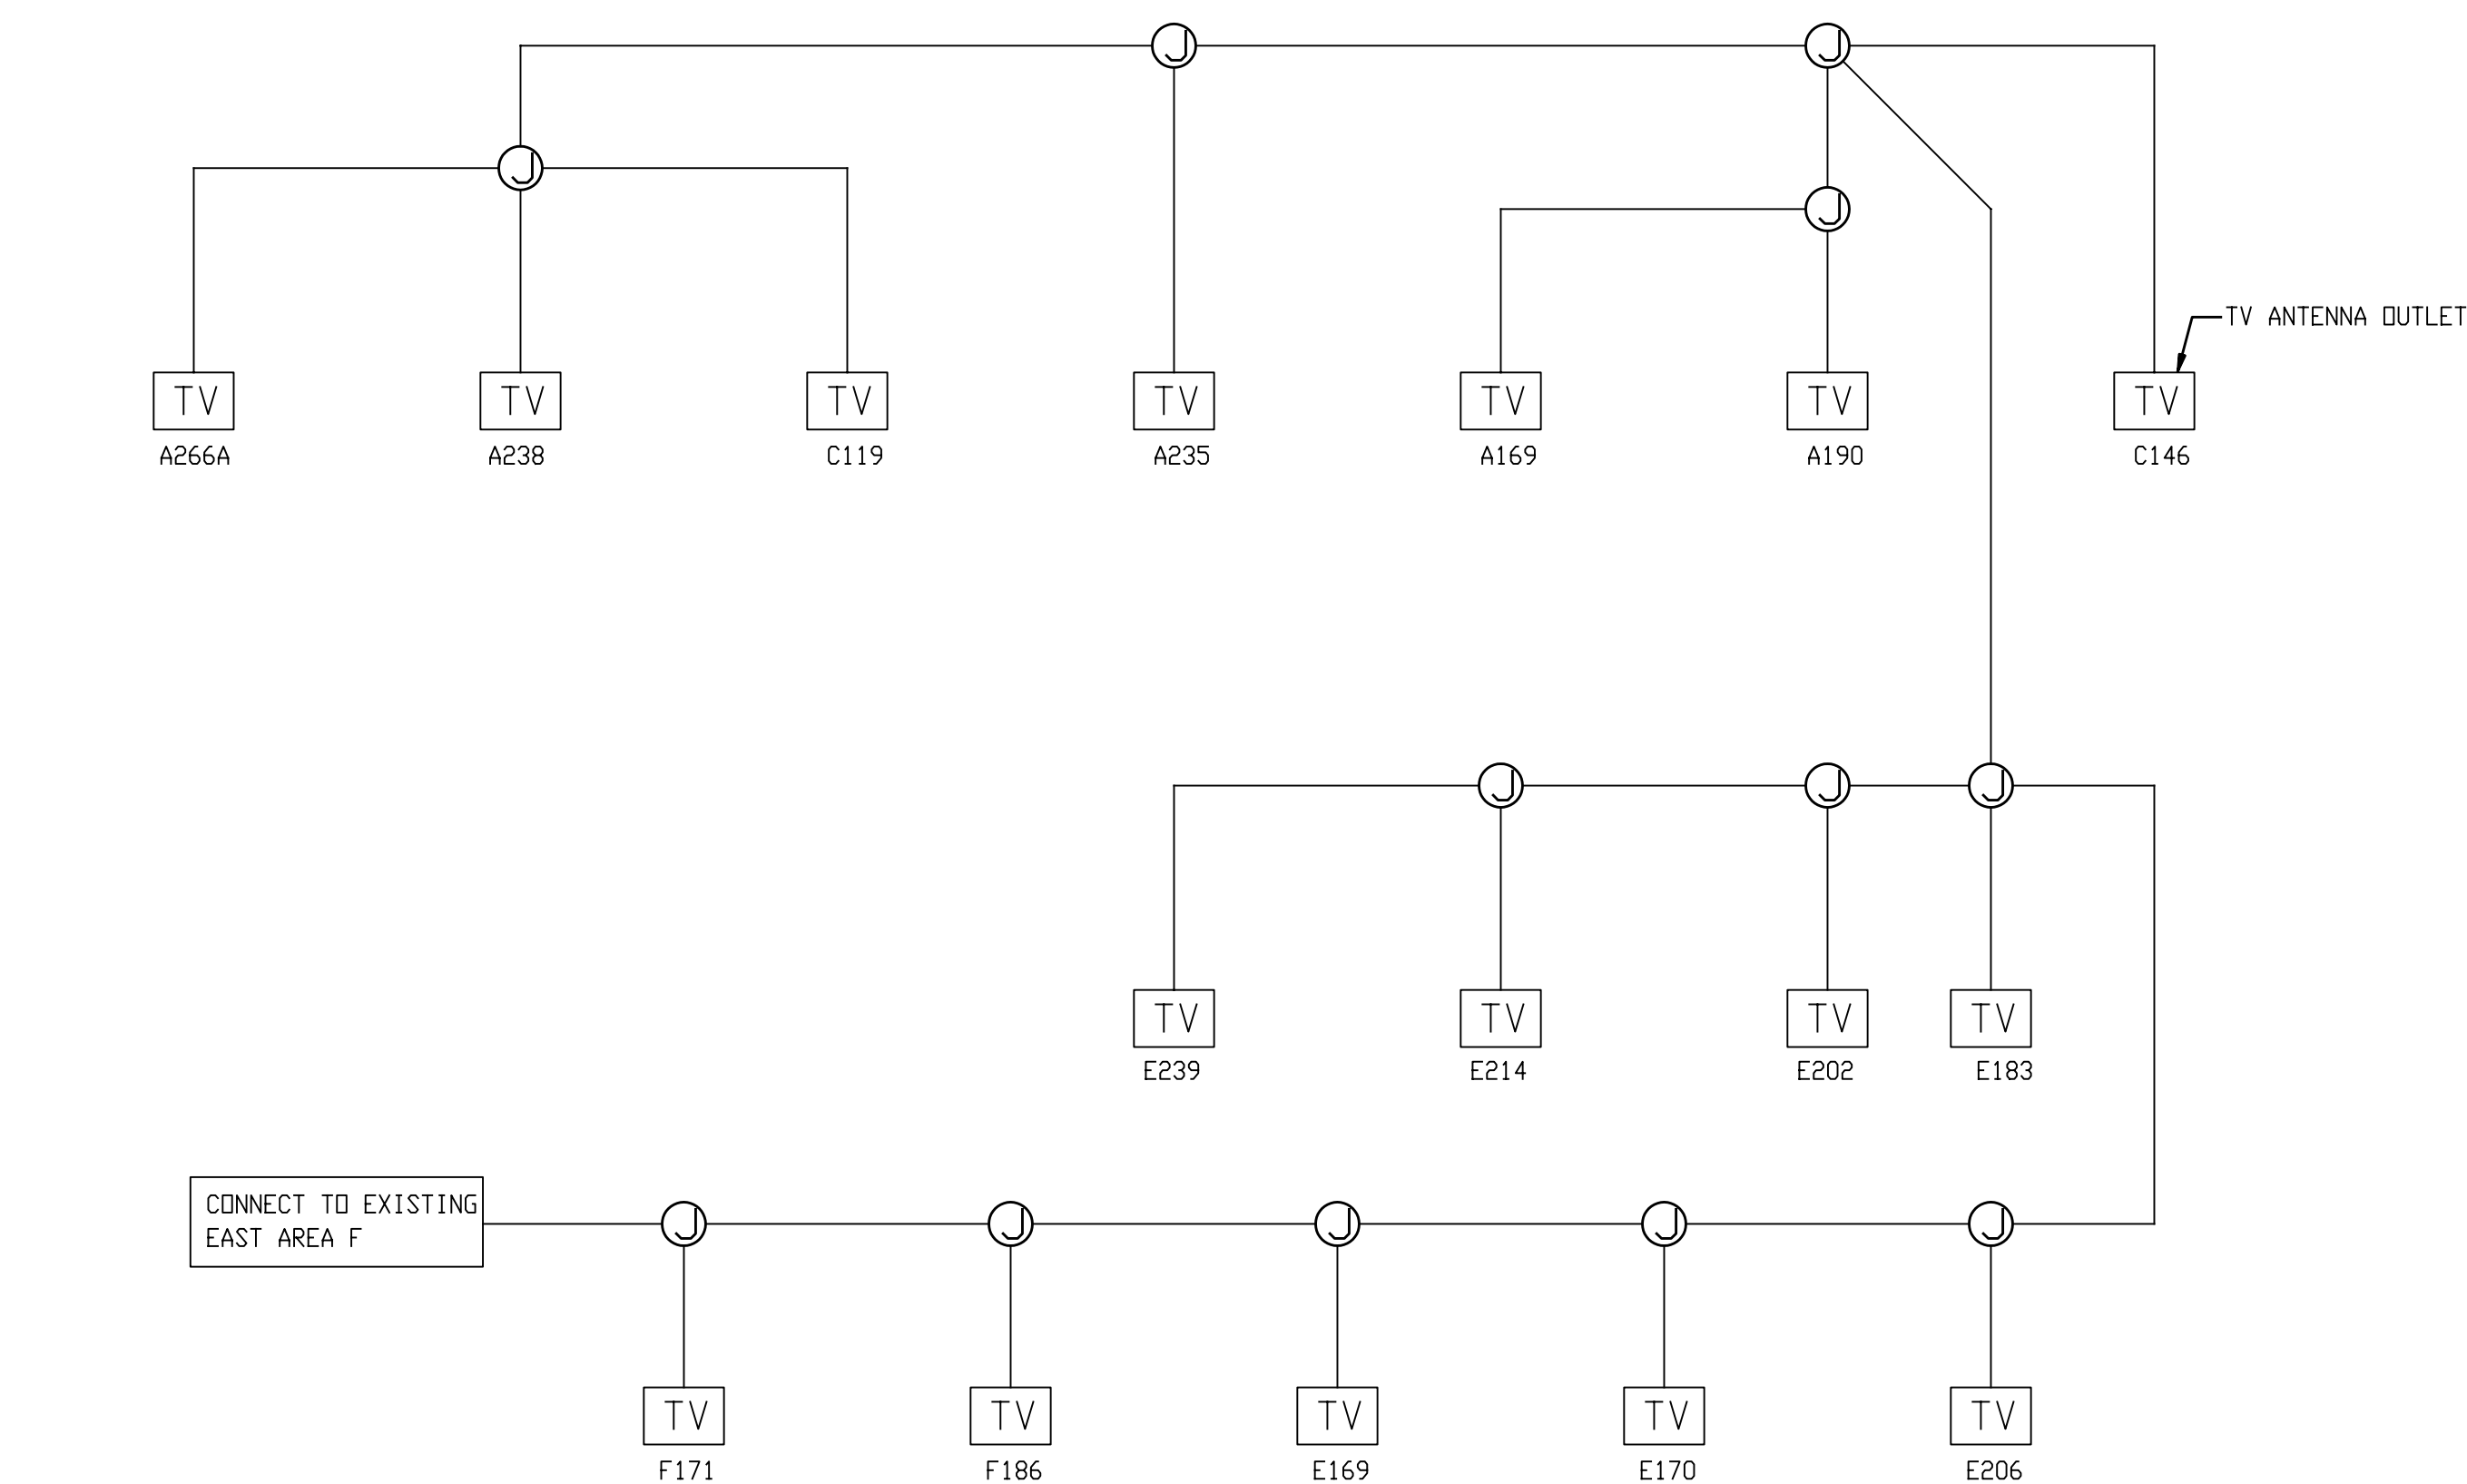 J J
J
J
TV ANTENNA OUTLET
TV TV TV TV TV TV TV
A266A A238 C119 A235 A169 A190 C146
J J J
TV TV TV TV
E239 E214 E202 E183
CONNECT TO EXISTING
EAST AREA F
J J J J J
TV TV TV TV TV
F171 F186 E169 E170 E206